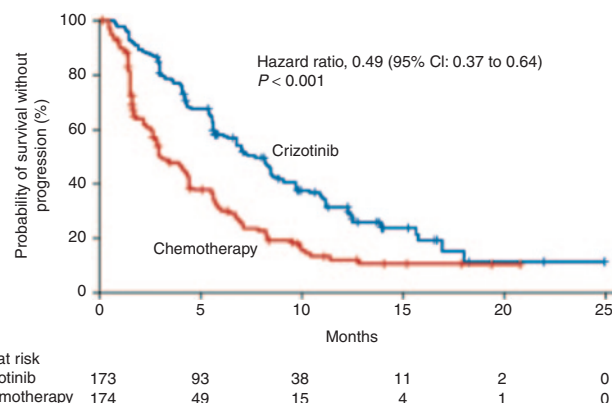 100
80
60
40
20
0
Probability of survival without
progression (%)
Hazard ratio, 0.49 (95% CI: 0.37 to 0.64)
P < 0.001
Crizotinib
Chemotherapy
0 5 10 15 20 25
Months
at risk
otinib 173 93 38 11 2 0
emotherapy 174 49 15 4 1 0